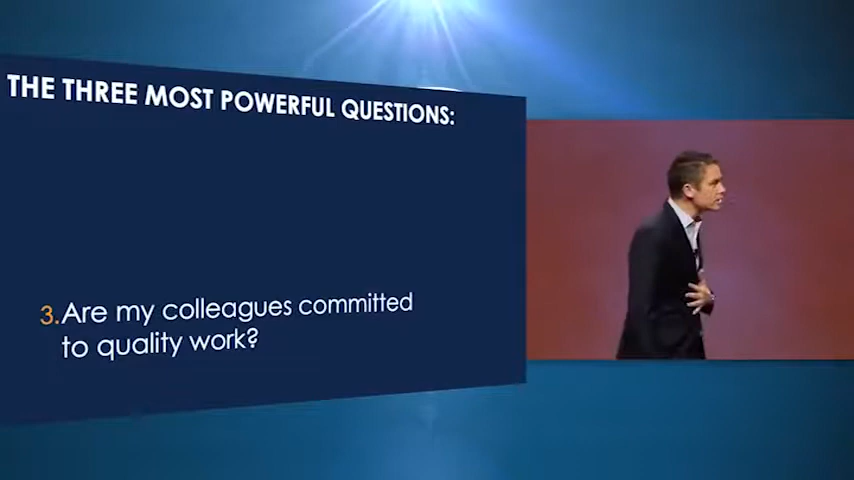 THE THREE MOST POWERFUL QUESTIONS:
3. Are my colleagues committed
to quality work?